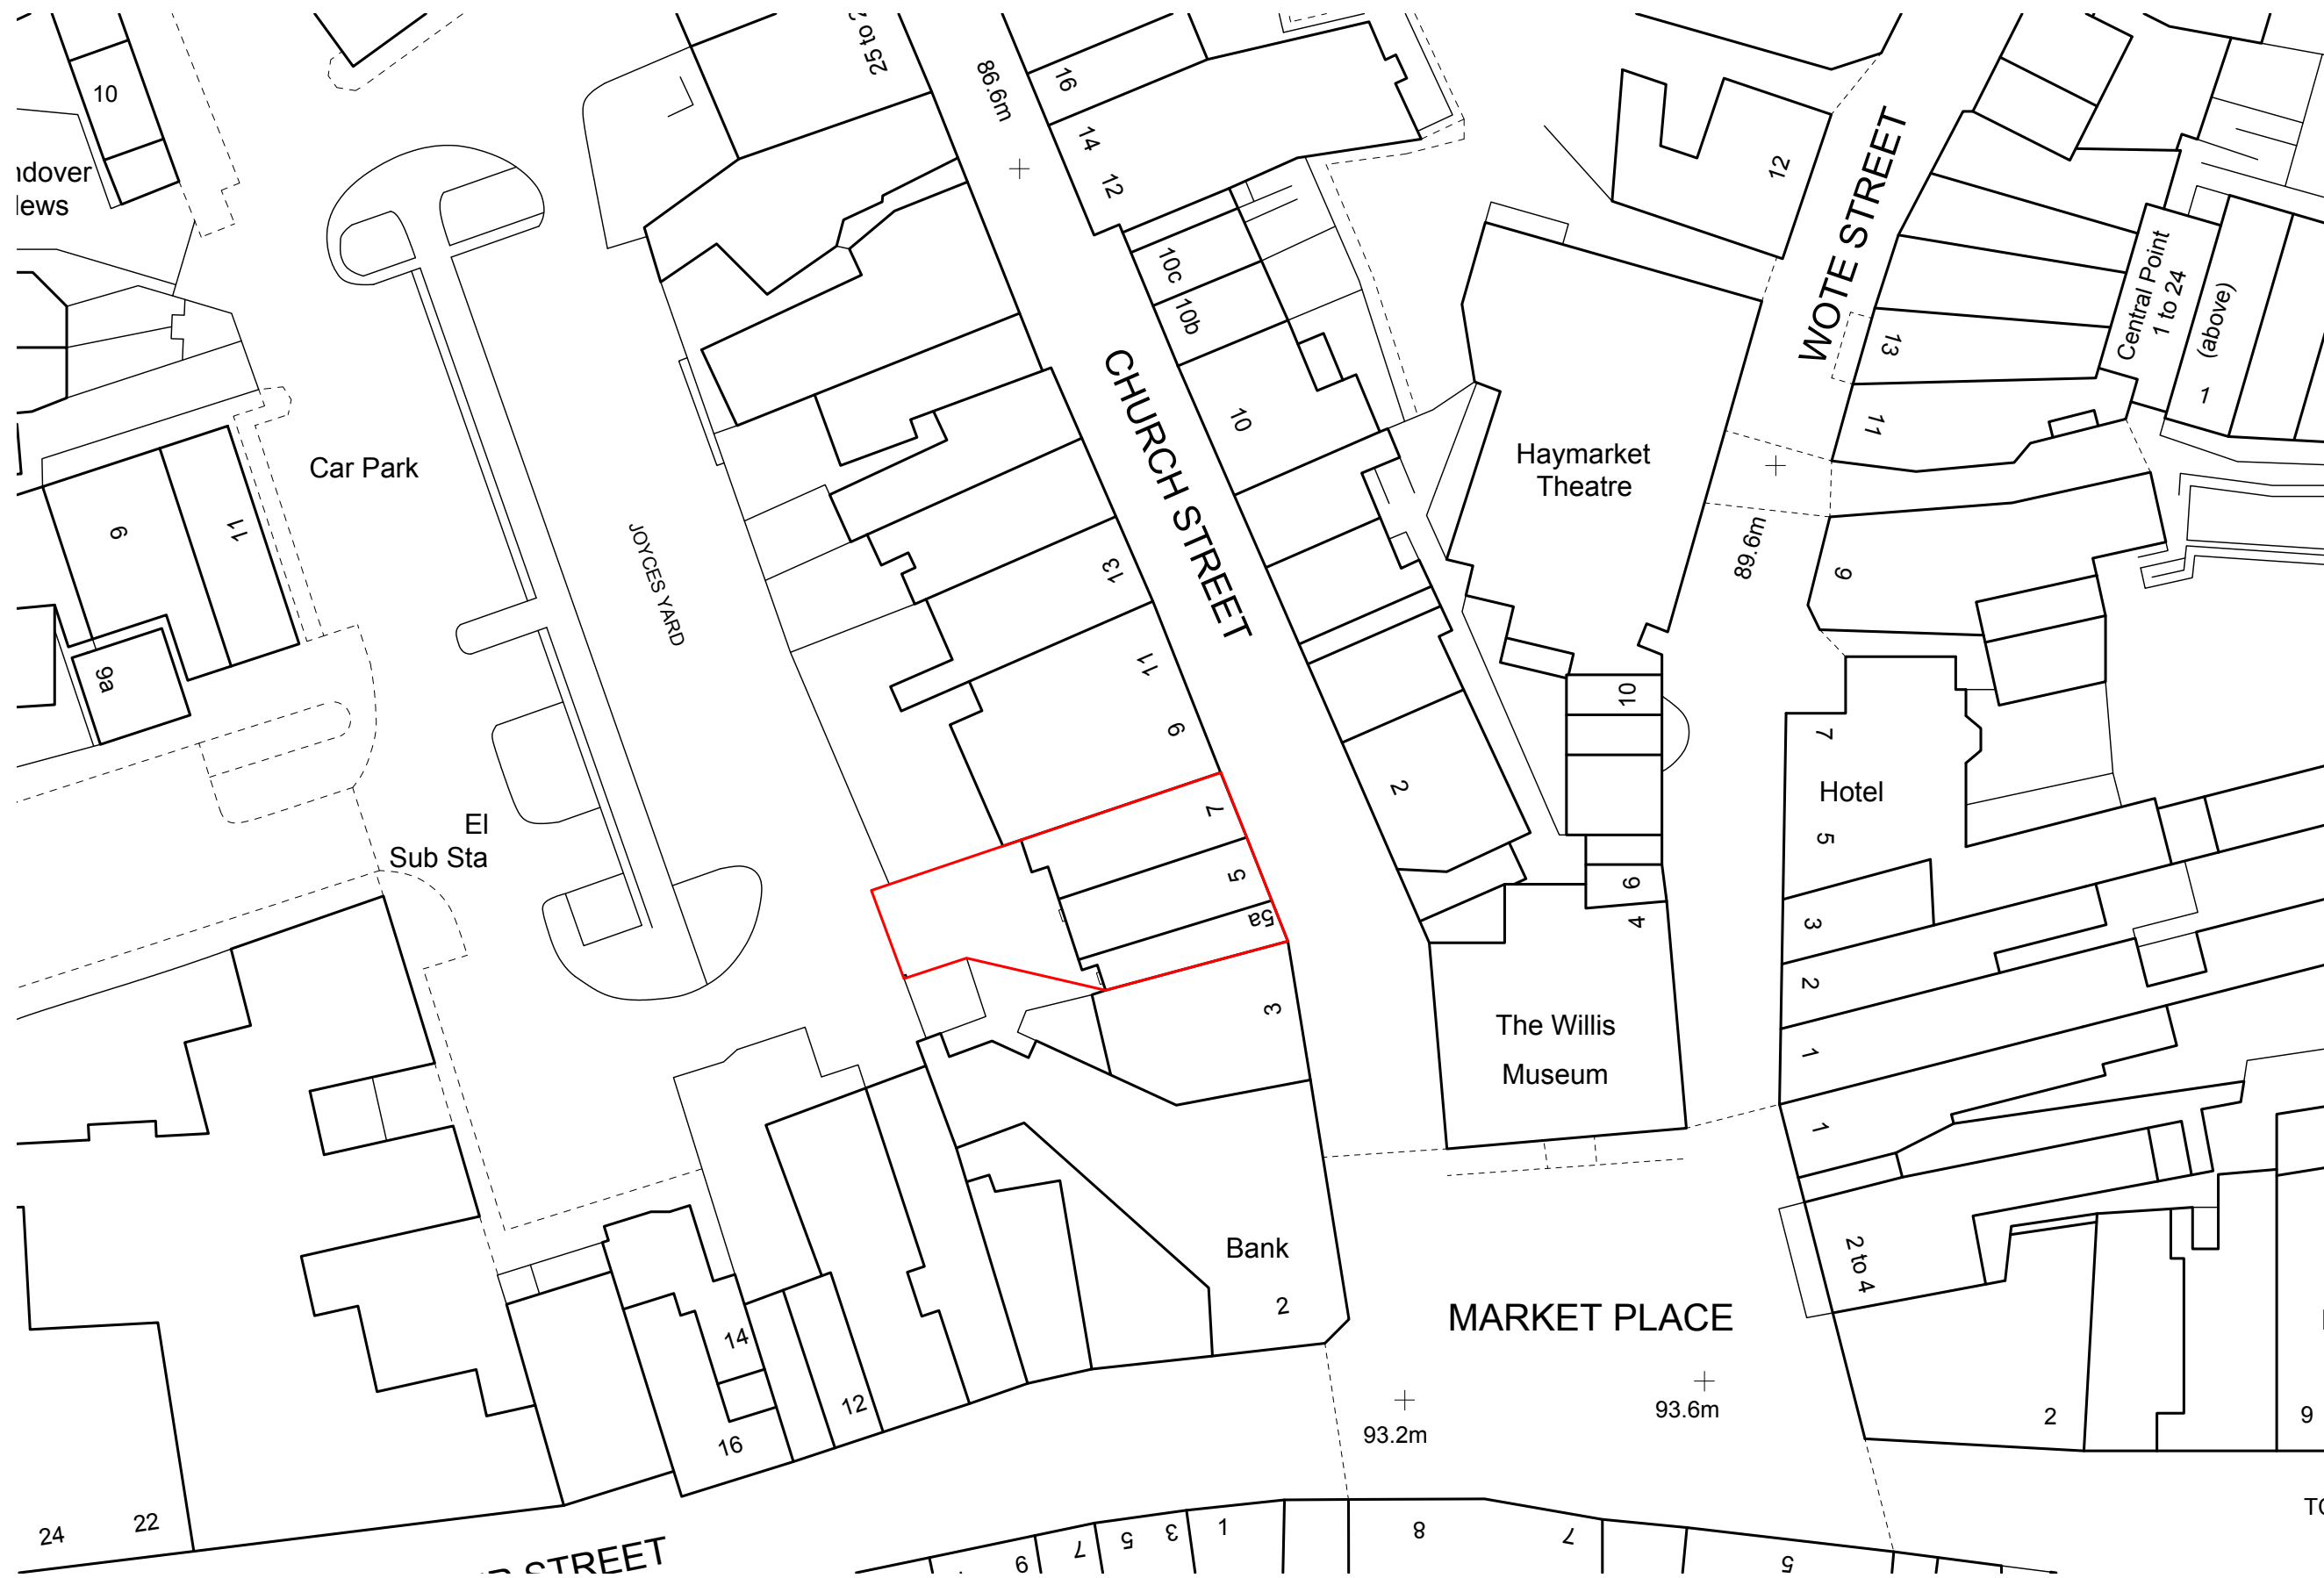 25 to
86.6m
16
14
12
10
ndover
lews
12
WOTE STREET
10c
10b
Central Point
1 to 24
(above)
1
13
11
CHURCH STREET
10
Haymarket
Theatre
Car Park
9
11
JOYCES YARD
89.6m
9
13
9a
11
9
10
2
7
7
Hotel
5
El
Sub Sta
5
5a
6
4
3
3
2
The Willis
Museum
1
1
Bank
2
2 to 4
MARKET PLACE
14
12
16
93.2m
93.6m
2
9
24
22
STREET
9
7
5
3
1
8
7
5